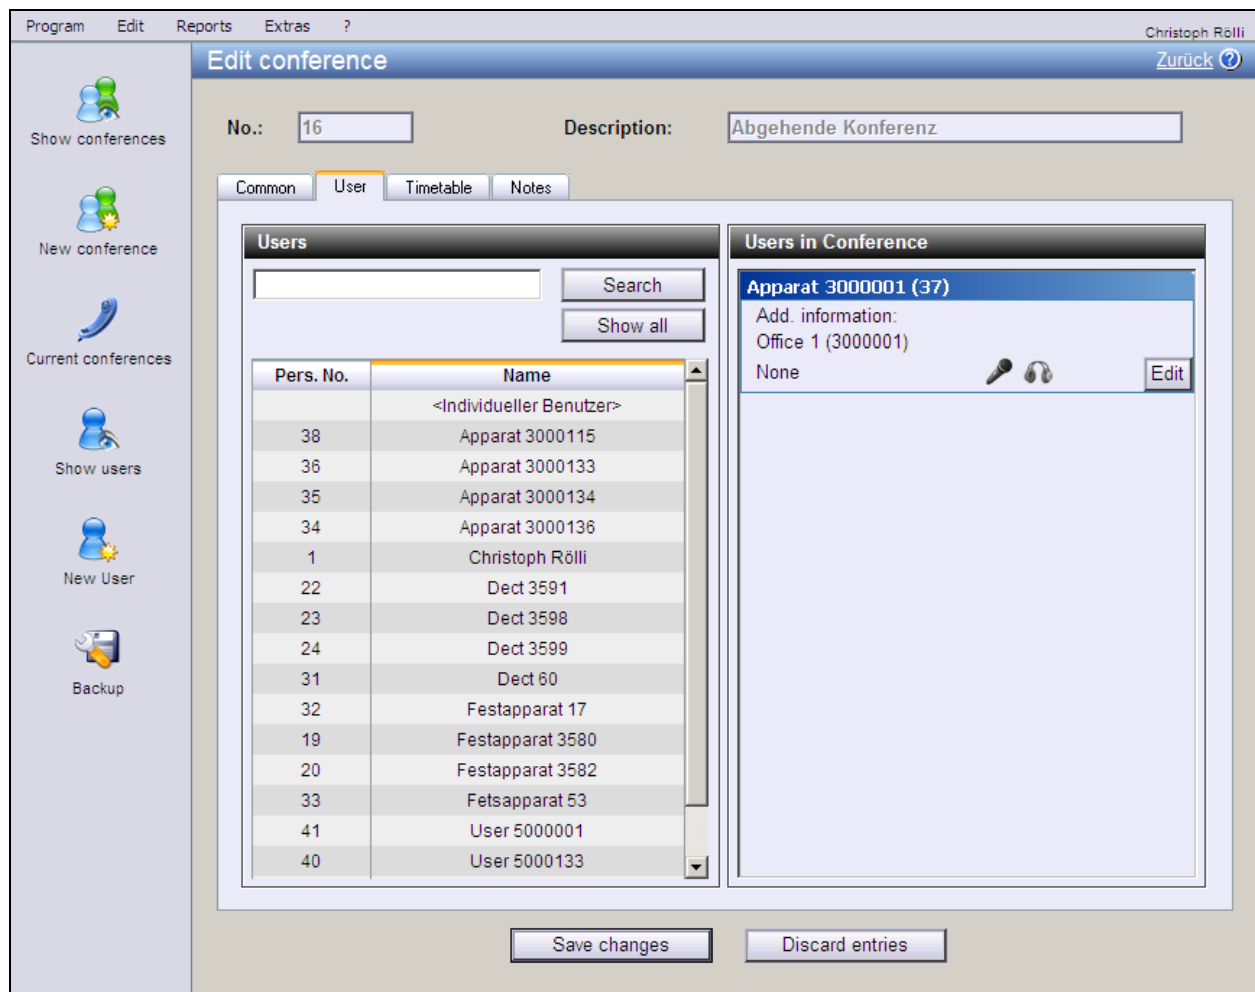 Program Edit Reports Extras ?
Christoph Rölli
Edit conference
Zurück ?
Show conferences
New conference
Current conferences
Show users
New User
Backup
No.: 16 Description: Abgehende Konferenz
Common User Timetable Notes
Users
Search
Show all
Pers. No. Name
<Individueller Benutzer>
38 Apparat 3000115
36 Apparat 3000133
35 Apparat 3000134
34 Apparat 3000136
1 Christoph Rölli
22 Dect 3591
23 Dect 3598
24 Dect 3599
31 Dect 60
32 Festapparat 17
19 Festapparat 3580
20 Festapparat 3582
33 Fetsapparat 53
41 User 5000001
40 User 5000133
Users in Conference
Apparat 3000001 (37)
Add. information:
Office 1 (3000001)
None Edit
Save changes Discard entries